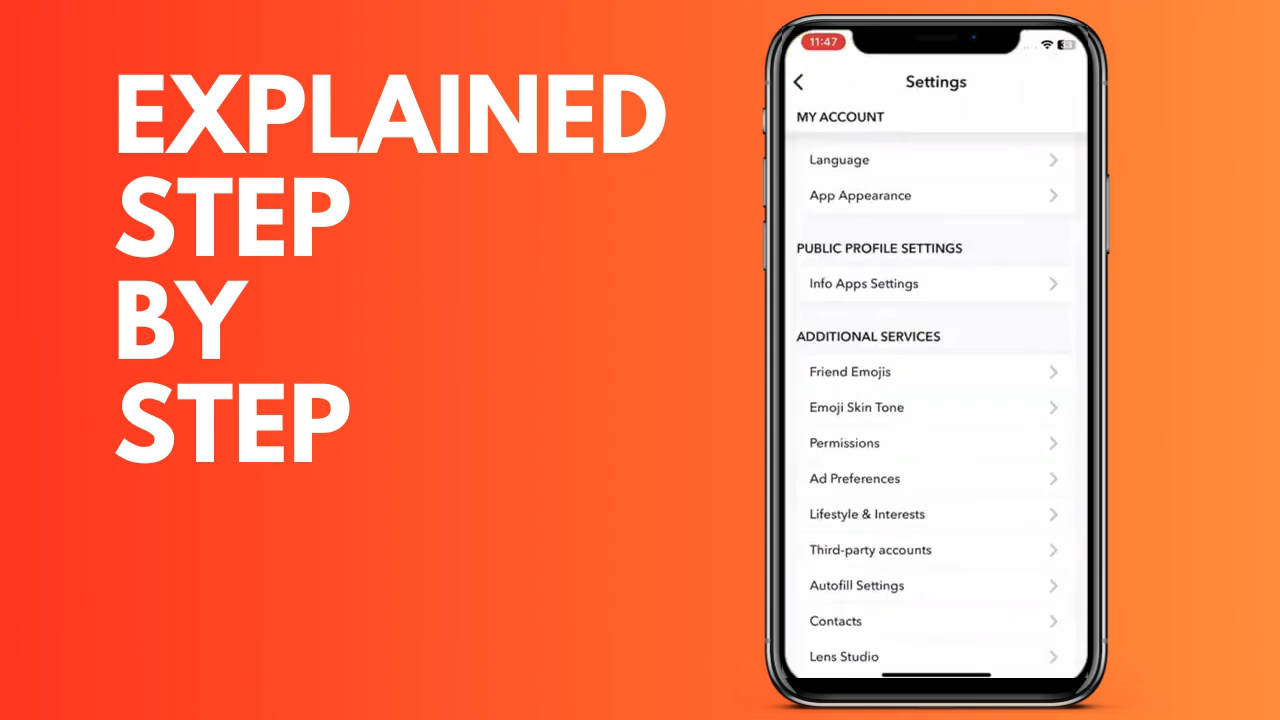 EXPLAINED
STEP
BY
STEP
11:47
Settings
MY ACCOUNT
Language
App Appearance
PUBLIC PROFILE SETTINGS
Info Apps Settings
ADDITIONAL SERVICES
Friend Emojis
Emoji Skin Tone
Permissions
Ad Preferences
Lifestyle & Interests
Third-party accounts
Autofill Settings
Contacts
Lens Studio